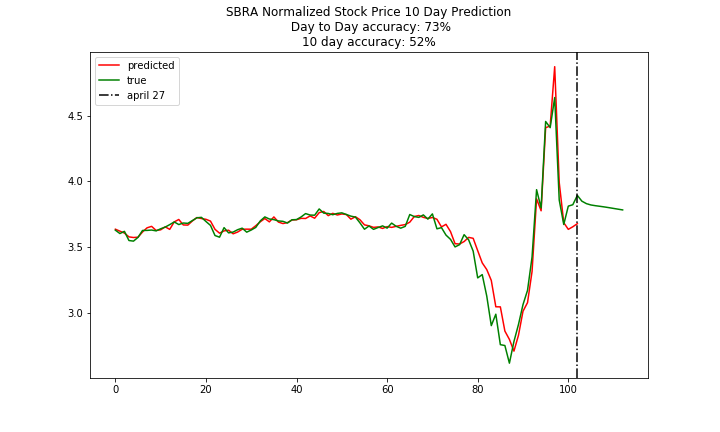 SBRA Normalized Stock Price 10 Day Prediction
Day to Day accuracy: 73%
10 day accuracy: 52%
predicted
true
april 27
4.5
4.0
3.5
3.0
0 20 40 60 80 100